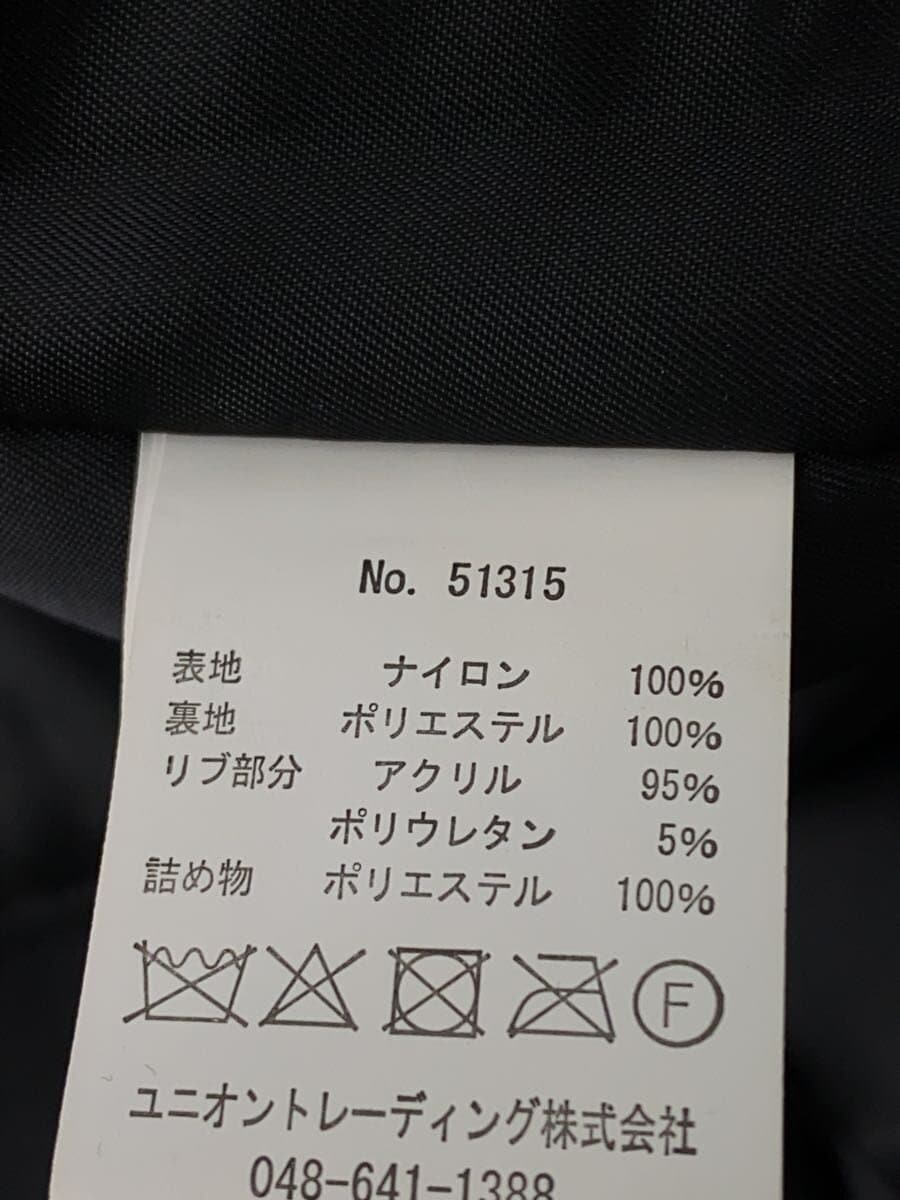 No. 51315
表地 ナイロン 100%
裏地 ポリエステル 100%
リブ部分 アクリル 95%
ポリウレタン 5%
詰め物 ポリエステル 100%
F
ユニオントレーディング株式会社
048-641-1388